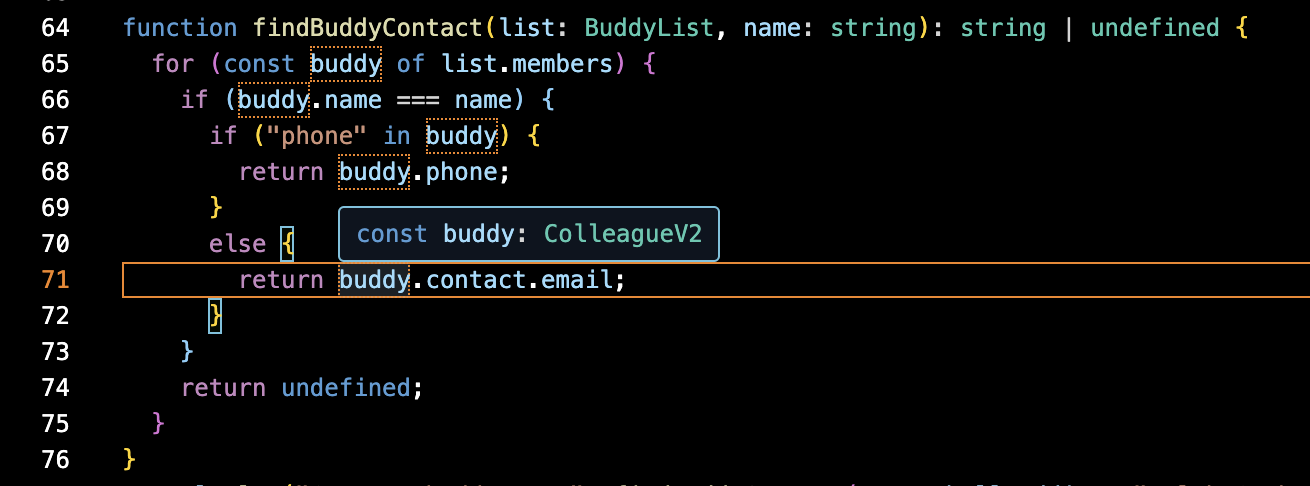 64 function findBuddyContact(list: BuddyList, name: string): string | undefined {
65 for (const buddy of list.members) {
66 if (buddy.name === name) {
67 if ("phone" in buddy) {
68 return buddy.phone;
69 }
70 else {
const buddy: ColleagueV2
71 return buddy.contact.email;
72 }
73 }
74 return undefined;
75 }
76 }